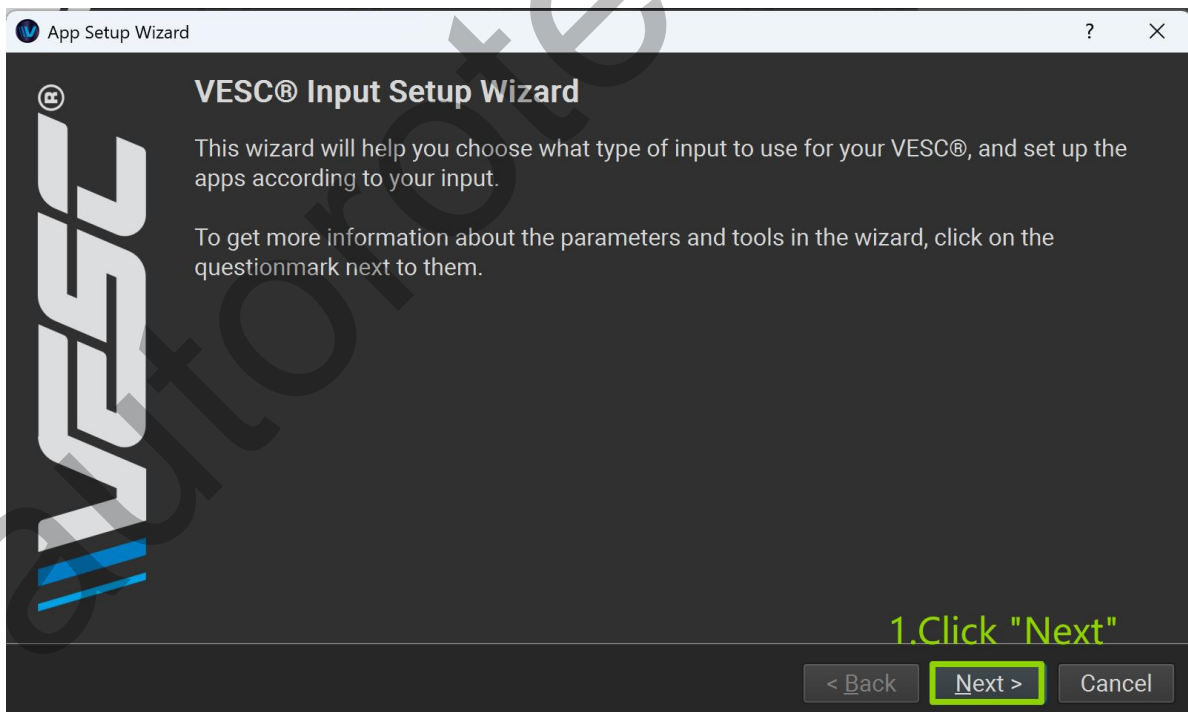 App Setup Wizard
?
VESC®
VESC® Input Setup Wizard
This wizard will help you choose what type of input to use for your VESC®, and set up the
apps according to your input.
To get more information about the parameters and tools in the wizard, click on the
questionmark next to them.
1.Click "Next"
< Back Next > Cancel
autorote